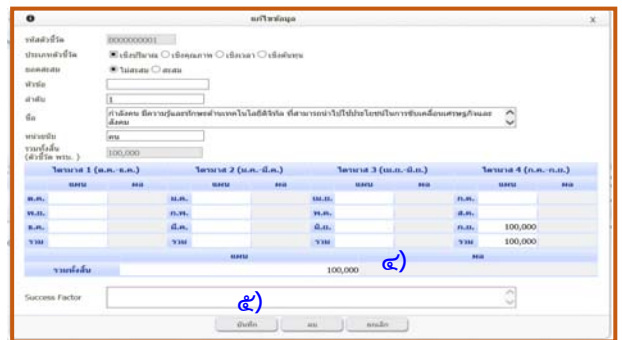 แก้ไขข้อมูล X
รหัสตัวชี้วัด 0000000001
ประเภทตัวชี้วัด เชิงปริมาณ เชิงคุณภาพ เชิงเวลา เชิงต้นทุน
ยอดสะสม ไม่สะสม สะสม
หัวข้อ
ลำดับ 1
ชื่อ กำลังคน มีความรู้และทักษะด้านเทคโนโลยีดิจิทัล ที่สามารถนำไปใช้ประโยชน์ในการขับเคลื่อนเศรษฐกิจและ
สังคม
หน่วยนับ คน
รวมทั้งสิ้น
(ตัวชี้วัด พรบ. ) 100,000
ไตรมาส 1 (ต.ค.-ธ.ค.) ไตรมาส 2 (ม.ค.-มี.ค.) ไตรมาส 3 (เม.ย.-มิ.ย.) ไตรมาส 4 (ก.ค.-ก.ย.)
แผน ผล แผน ผล แผน ผล แผน ผล
ต.ค. ม.ค. เม.ย. ก.ค.
พ.ย. ก.พ. พ.ค. ส.ค.
ธ.ค. มี.ค. มิ.ย. ก.ย. 100,000
รวม รวม รวม รวม 100,000
แผน ผล
รวมทั้งสิ้น 100,000 ๔)
Success Factor
๕)
บันทึก ลบ ยกเลิก